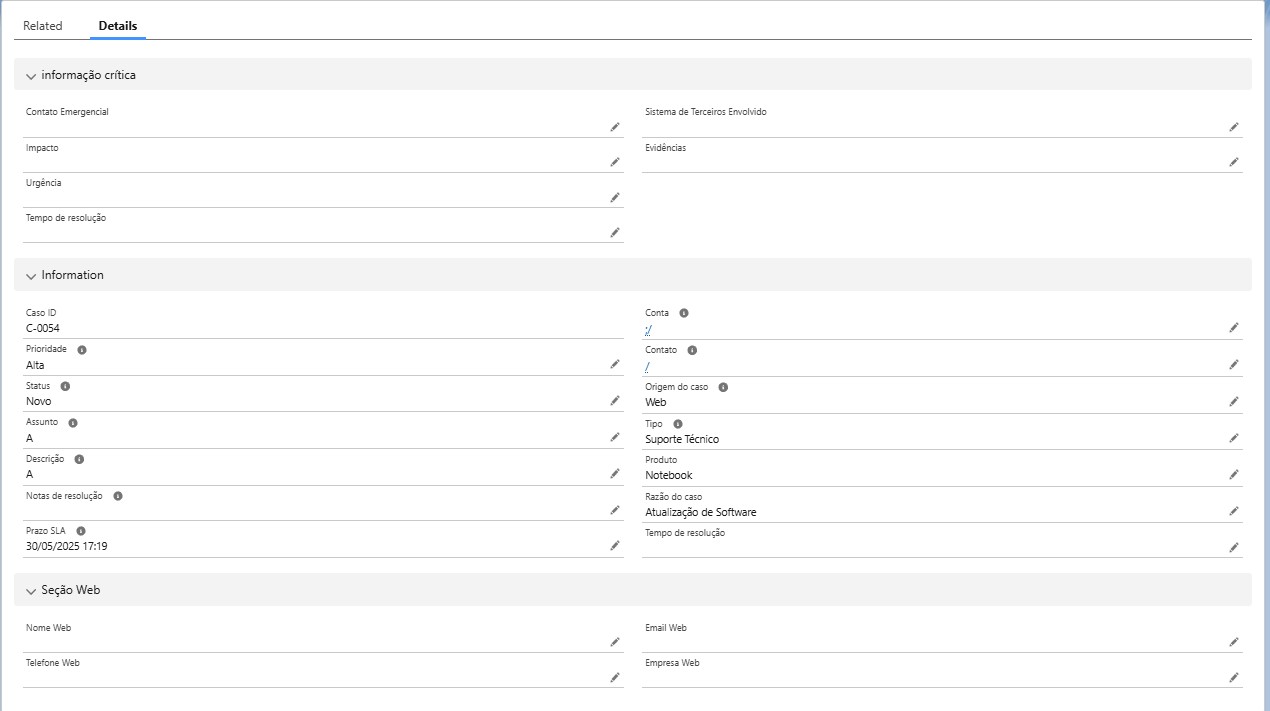 Related Details
informação crítica
Contato Emergencial
Sistema de Terceiros Envolvido
Impacto
Evidências
Urgência
Tempo de resolução
Information
Caso ID
C-0054
Conta
:/
Prioridade
Alta
Contato
/
Status
Novo
Origem do caso
Web
Assunto
A
Tipo
Suporte Técnico
Descrição
A
Produto
Notebook
Notas de resolução
Razão do caso
Atualização de Software
Prazo SLA
30/05/2025 17:19
Tempo de resolução
Seção Web
Nome Web
Email Web
Telefone Web
Empresa Web